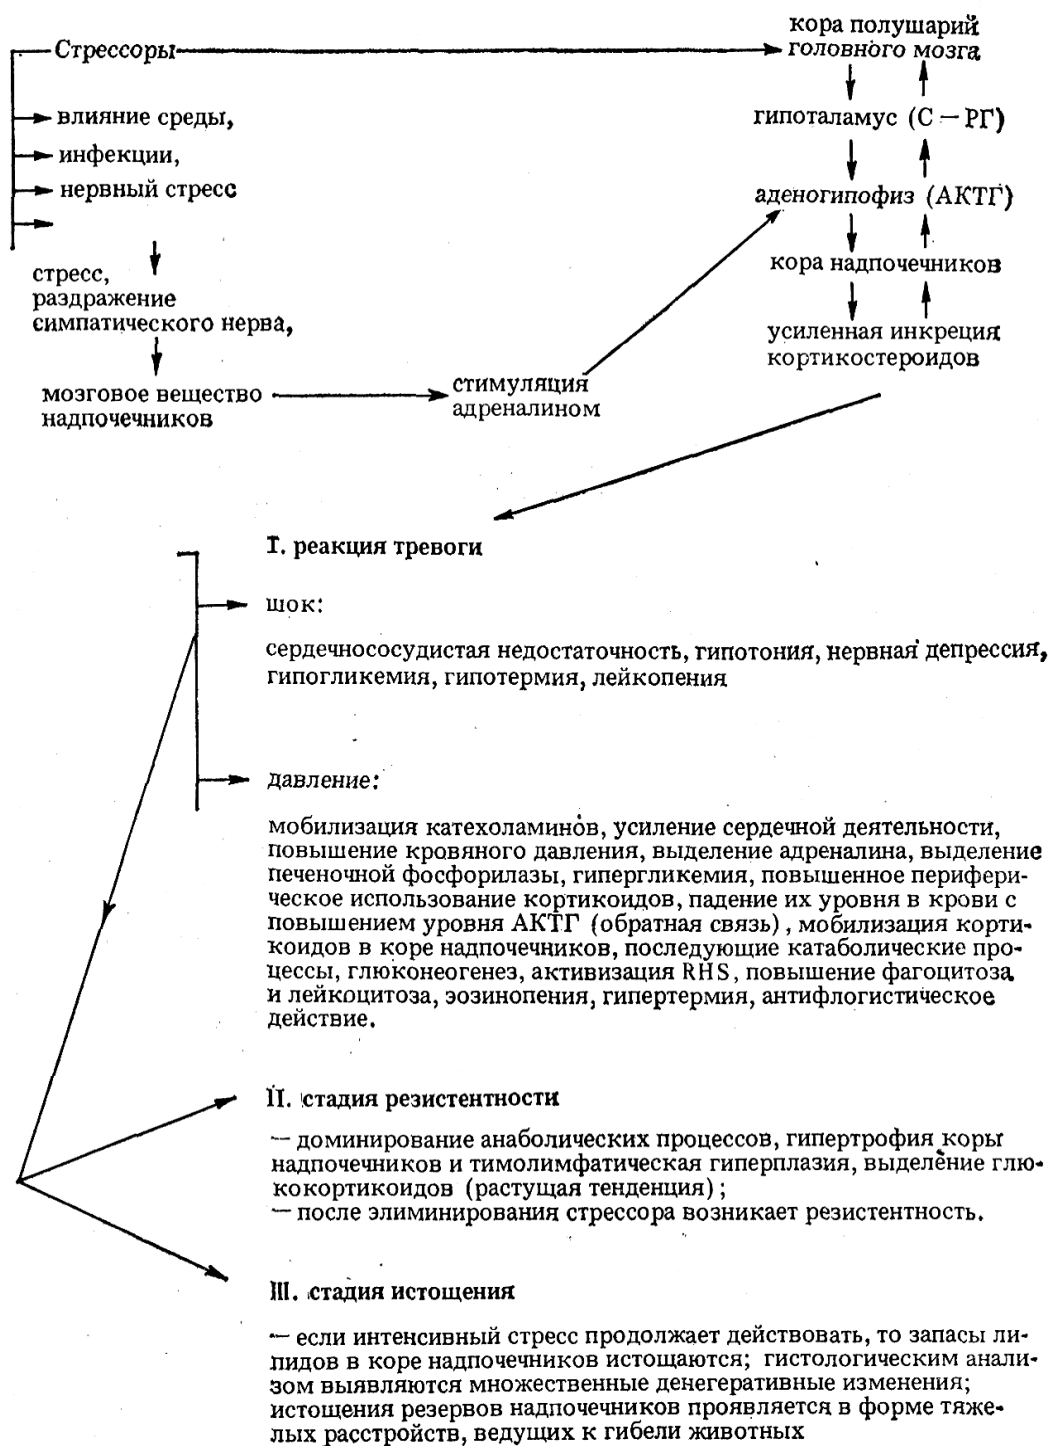 Стрессоры
кора полушарий
головного мозга
влияние среды,
инфекции,
нервный стресс
гипоталамус (С — РГ)
аденогипофиз (АКТГ)
кора надпочечников
усиленная инкреция
кортикостероидов
стресс,
раздражение
симпатического нерва,
мозговое вещество
надпочечников
стимуляция
адреналином
I. реакция тревоги
шок:
сердечнососудистая недостаточность, гипотония, нервная депрессия,
гипогликемия, гипотермия, лейкопения
давление:
мобилизация катехоламинов, усиление сердечной деятельности,
повышение кровяного давления, выделение адреналина, выделение
печеночной фосфорилазы, гипергликемия, повышенное перифери-
ческое использование кортикоидов, падение их уровня в крови с
повышением уровня АКТГ (обратная связь), мобилизация корти-
коидов в коре надпочечников, последующие катаболические про-
цессы, глюконеогенез, активизация RHS, повышение фагоцитоза
и лейкоцитоза, эозинопения, гипертермия, антифлогистическое
действие.
II. стадия резистентности
— доминирование анаболических процессов, гипертрофия коры
надпочечников и тимолимфатическая гиперплазия, выделение глю-
кокортикоидов (растущая тенденция);
— после элиминирования стрессора возникает резистентность.
III. стадия истощения
— если интенсивный стресс продолжает действовать, то запасы ли-
пидов в коре надпочечников истощаются; гистологическим анали-
зом выявляются множественные денегеративные изменения;
истощения резервов надпочечников проявляется в форме тяже-
лых расстройств, ведущих к гибели животных